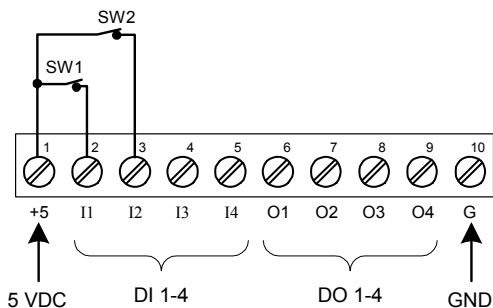 SW2
SW1
1 2 3 4 5 6 7 8 9 10
+5 I1 I2 I3 I4 O1 O2 O3 O4 G
5 VDC DI 1-4 DO 1-4 GND